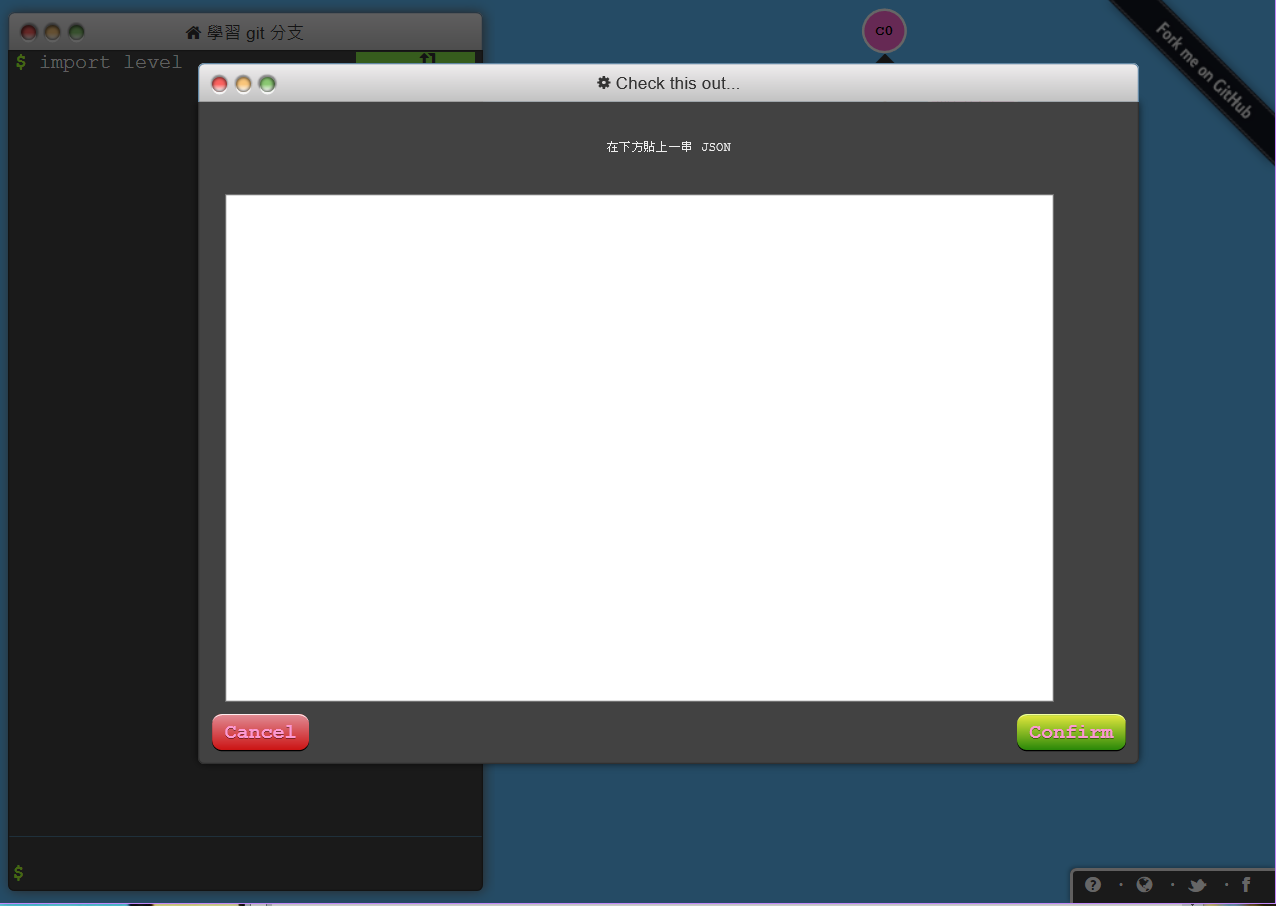 學習 git 分支
C0
Fork me on GitHub
$ import level
Check this out...
在下方貼上一串 JSON
Cancel
Confirm
$